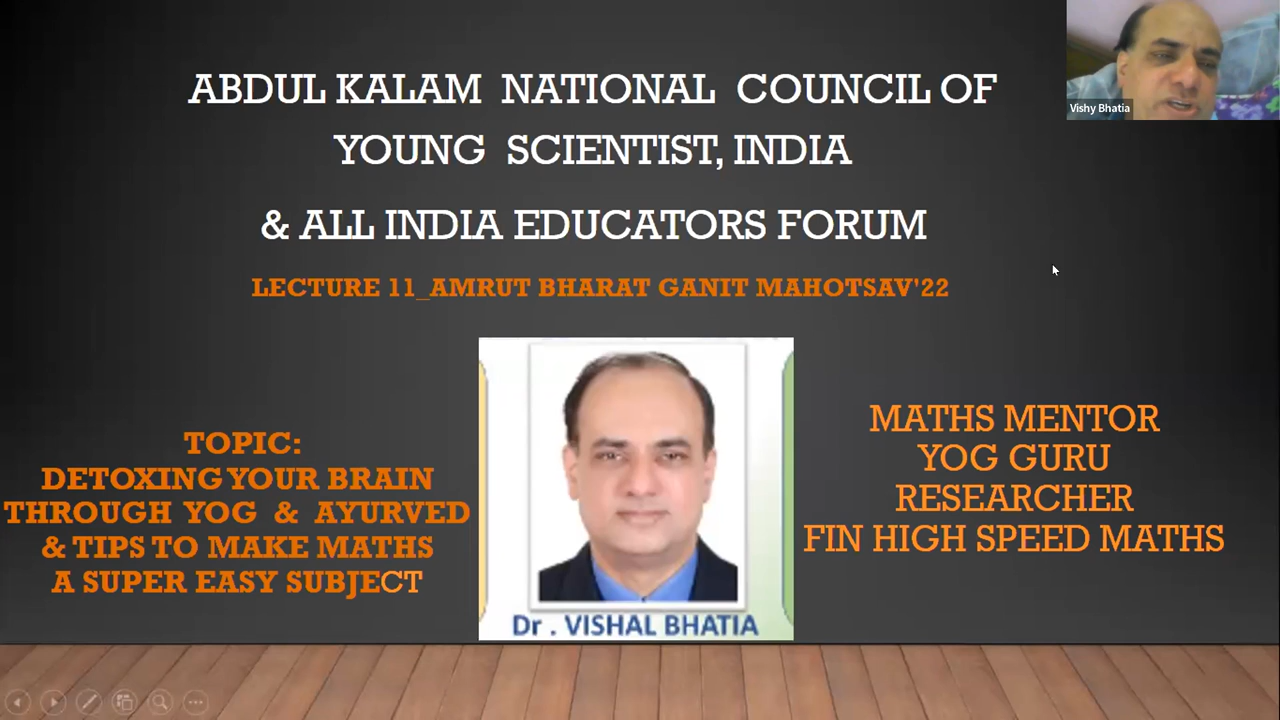 ABDUL KALAM NATIONAL COUNCIL OF
YOUNG SCIENTIST, INDIA
& ALL INDIA EDUCATORS FORUM
LECTURE 11_AMRUT BHARAT GANIT MAHOTSAV'22
Vishy Bhatia
TOPIC:
DETOXING YOUR BRAIN
THROUGH YOG & AYURVED
& TIPS TO MAKE MATHS
A SUPER EASY SUBJECT
Dr . VISHAL BHATIA
MATHS MENTOR
YOG GURU
RESEARCHER
FIN HIGH SPEED MATHS